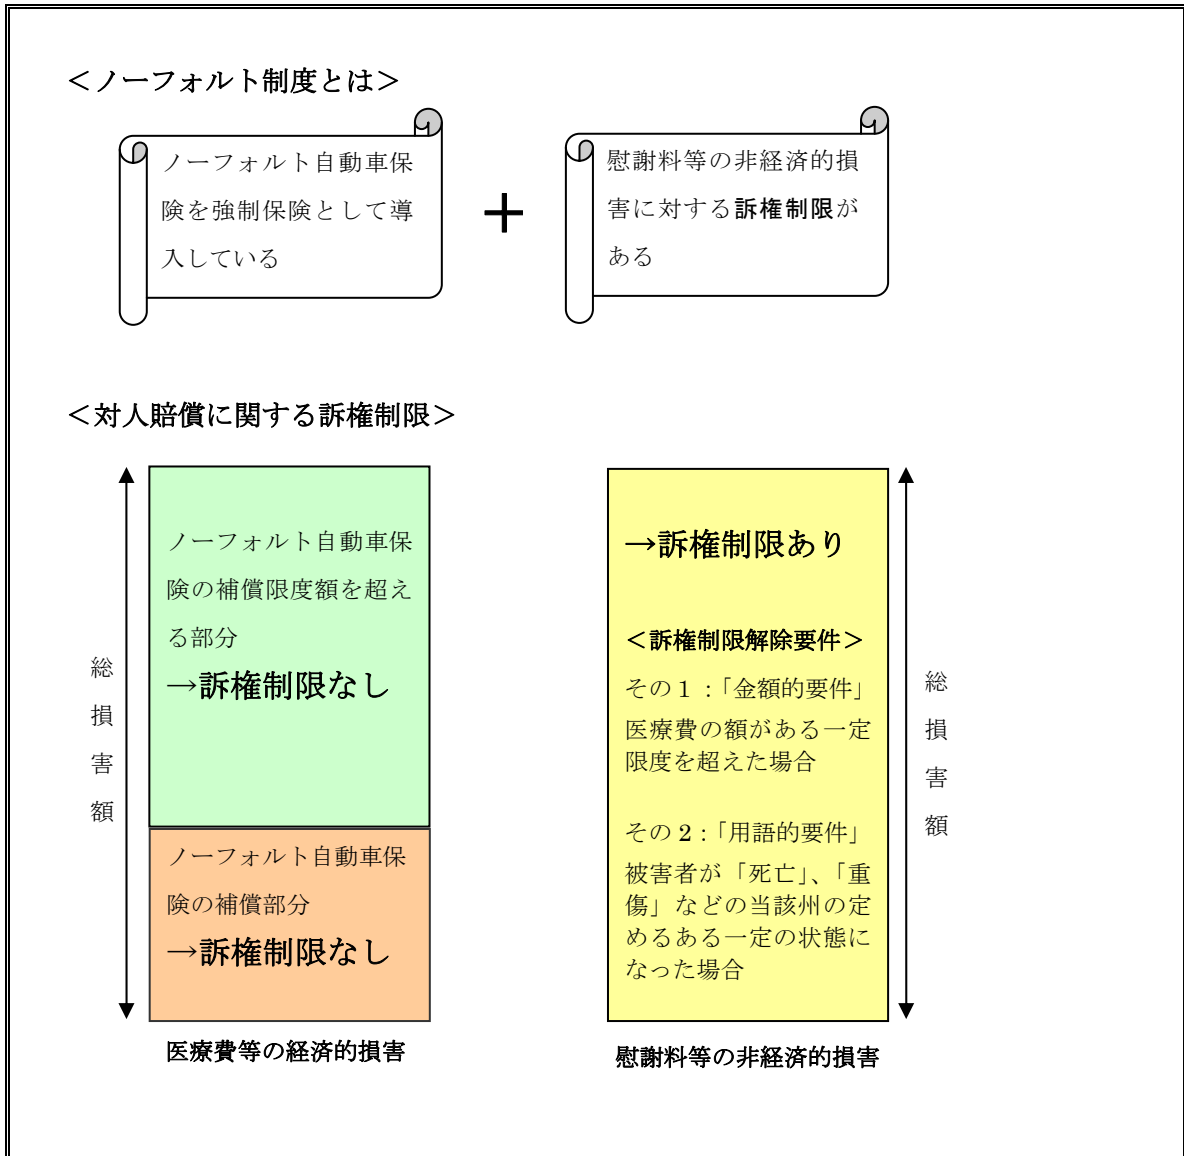 ＜ノーフォルト制度とは＞
ノーフォルト自動車保
険を強制保険として導
入している
＋
慰謝料等の非経済的損
害に対する訴権制限が
ある
＜対人賠償に関する訴権制限＞
総損害額
ノーフォルト自動車保
険の補償限度額を超え
る部分
→訴権制限なし
ノーフォルト自動車保
険の補償部分
→訴権制限なし
医療費等の経済的損害
→訴権制限あり
＜訴権制限解除要件＞
その１：「金額的要件」
医療費の額がある一定
限度を超えた場合
その２：「用語的要件」
被害者が「死亡」、「重
傷」などの当該州の定
めるある一定の状態に
なった場合
総損害額
慰謝料等の非経済的損害